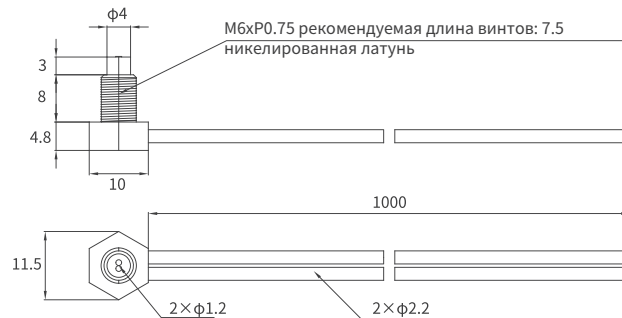 ϕ4
M6xP0.75 рекомендуемая длина винтов: 7.5
никелированная латунь
3
8
4.8
10
1000
11.5
2×ϕ1.2
2×ϕ2.2